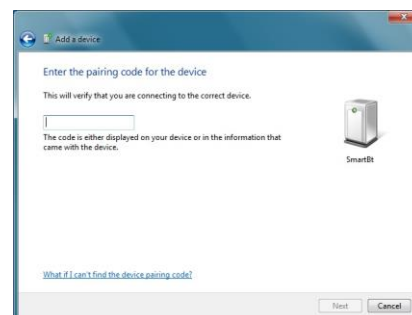 Add a device
Enter the pairing code for the device
This will verify that you are connecting to the correct device.
The code is either displayed on your device or in the information that
came with the device.
SmartBt
What if I can't find the device pairing code?
Next
Cancel